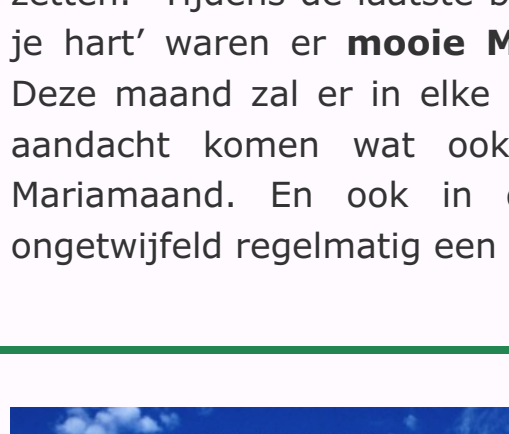 je hart’ waren er mooie
Deze maand zal er in elke
aandacht komen wat ook
Mariamaand. En ook in
ongetwijfeld regelmatig een